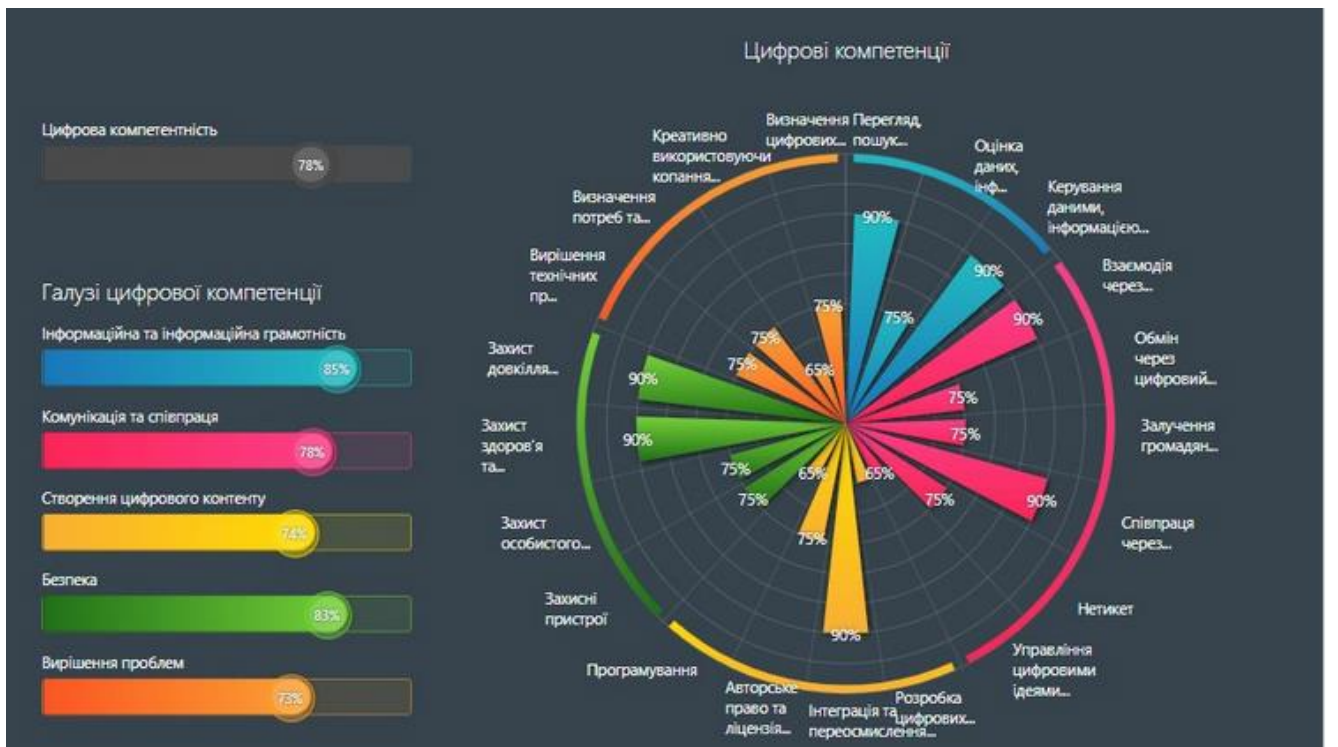 Цифрові компетенції
Цифрова компетентність
78%
Галузі цифрової компетенції
Інформаційна та інформаційна грамотність
85%
Комунікація та співпраця
78%
Створення цифрового контенту
74%
Безпека
83%
Вирішення проблем
73%
Перегляд,
пошук...
Оцінка
даних,
інф...
Керування
даними,
інформацією...
Взаємодія
через...
Обмін
через
цифровий...
Залучення
громадян...
Співпраця
через...
Нетикет
Управління
цифровими
ідеями...
Розробка
цифрових...
Інтеграція та
переосмислення...
Авторське
право та
ліцензія...
Програмування
Захисні
пристрої
Захист
особистого...
Захист
здоров'я
та...
Захист
довкілля...
Вирішення
технічних
пр...
Визначення
потреб та...
Креативно
використовуючи
копання...
Визначення
цифрових...
90%
75%
90%
90%
75%
75%
90%
75%
65%
90%
75%
65%
75%
75%
90%
90%
75%
75%
65%
75%